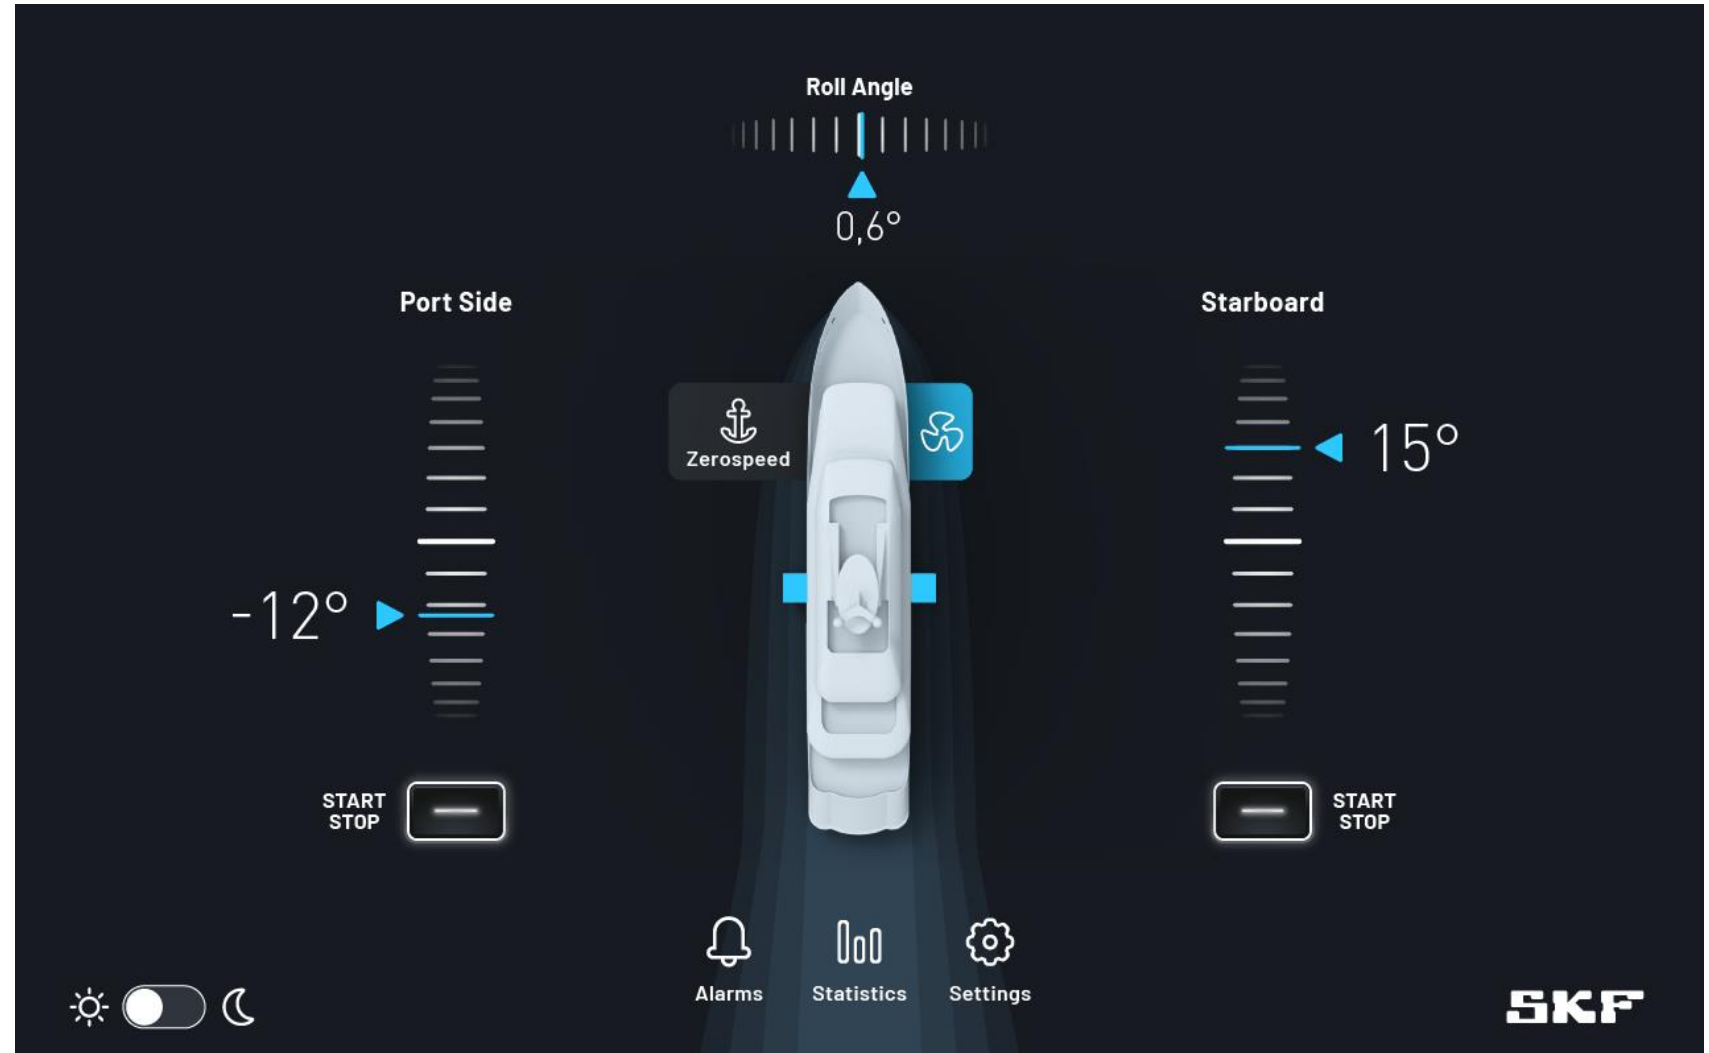 Roll Angle
0,6°
Port Side
Starboard
Zerospeed
15°
-12°
START
STOP
START
STOP
Alarms
Statistics
Settings
SKF